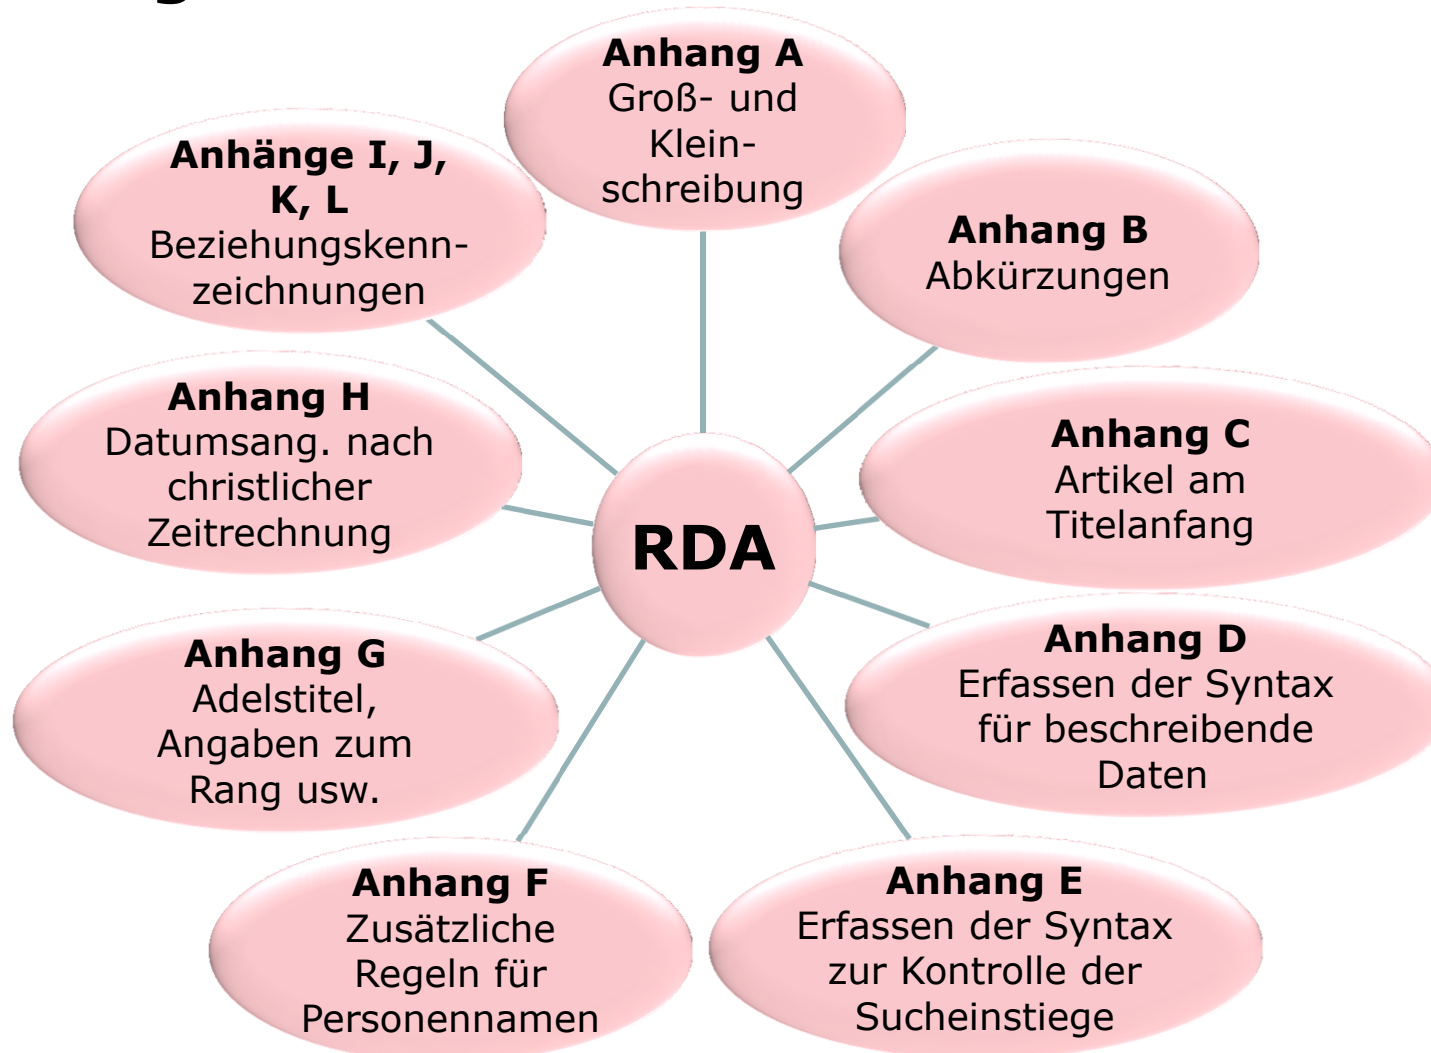 Anhang A
Groß- und
Klein-
schreibung
Anhänge I, J,
K, L
Beziehungskenn-
zeichnungen
Anhang B
Abkürzungen
Anhang H
Datumsang. nach
christlicher
Zeitrechnung
Anhang C
Artikel am
Titelanfang
RDA
Anhang G
Adelstitel,
Angaben zum
Rang usw.
Anhang D
Erfassen der Syntax
für beschreibende
Daten
Anhang F
Zusätzliche
Regeln für
Personennamen
Anhang E
Erfassen der Syntax
zur Kontrolle der
Sucheinstiege